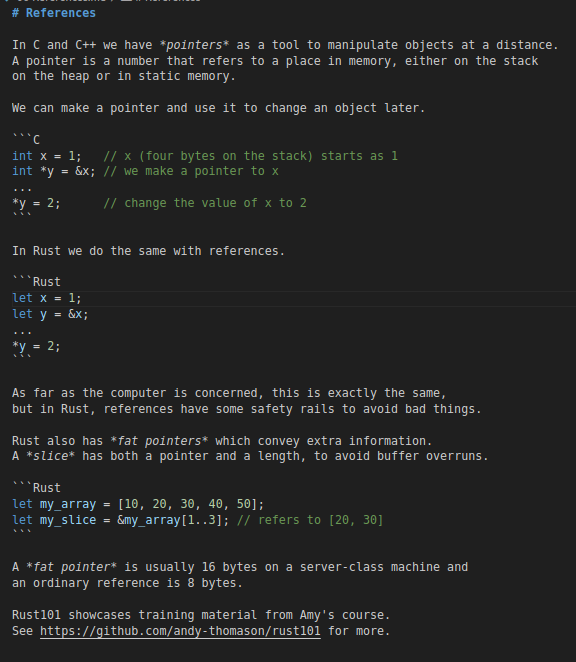 # References
In C and C++ we have *pointers* as a tool to manipulate objects at a distance.
A pointer is a number that refers to a place in memory, either on the stack
on the heap or in static memory.
We can make a pointer and use it to change an object later.
```C
int x = 1;   // x (four bytes on the stack) starts as 1
int *y = &x; // we make a pointer to x
...
*y = 2;      // change the value of x to 2
```
In Rust we do the same with references.
```Rust
let x = 1;
let y = &x;
...
*y = 2;
```
As far as the computer is concerned, this is exactly the same,
but in Rust, references have some safety rails to avoid bad things.
Rust also has *fat pointers* which convey extra information.
A *slice* has both a pointer and a length, to avoid buffer overruns.
```Rust
let my_array = [10, 20, 30, 40, 50];
let my_slice = &my_array[1..3]; // refers to [20, 30]
```
A *fat pointer* is usually 16 bytes on a server-class machine and
an ordinary reference is 8 bytes.
Rust101 showcases training material from Amy's course.
See https://github.com/andy-thomason/rust101 for more.